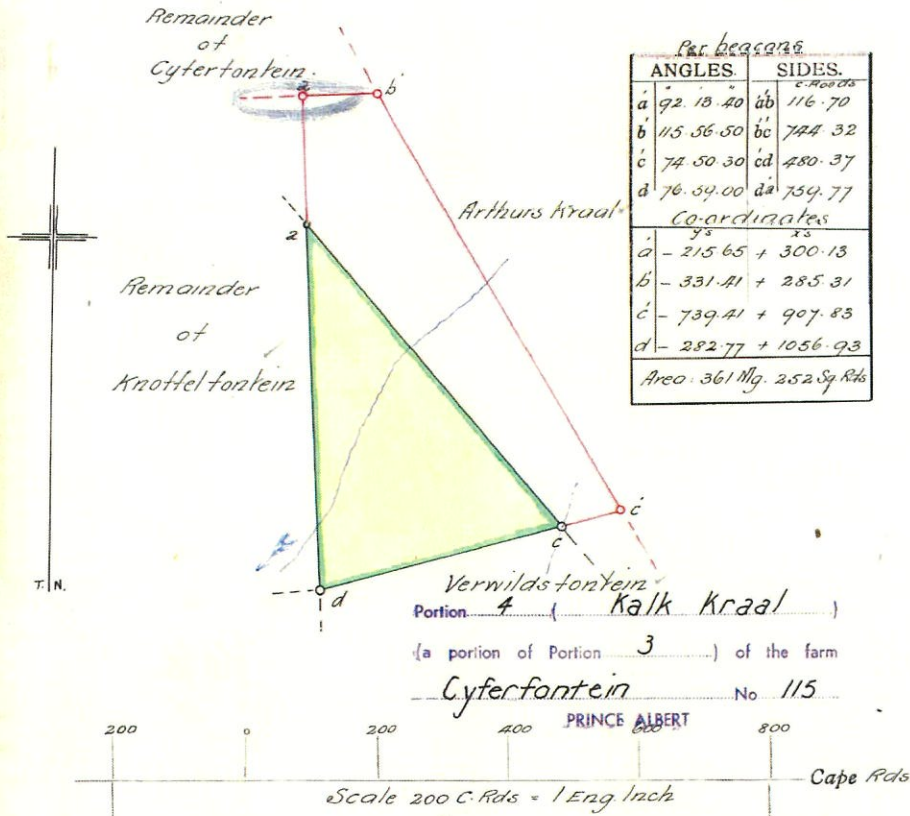 Remainder
of
Cyferfontein.
a´ b´
Per beacons
ANGLES. SIDES.
° ´ ˝ C. Roods
a´ 92. 13. 40 a´b´ 116.70
b´ 115. 56. 50 b´c´ 744.32
c´ 74. 50. 30 c´d 480.37
d 76. 59. 00 da´ 759.77
Co-ordinates
ys xs
a´ - 215.65 + 300.13
b´ - 331.41 + 285.31
c´ - 739.41 + 907.83
d - 282.77 + 1056.93
Area: 361 Mg. 252 Sq. Rds
Arthurs Kraal
a
Remainder
of
Knoffelfontein
c´
c
T. N.
d
Verwildsfontein
Portion 4 ( Kalk Kraal )
(a portion of Portion 3 ) of the farm
Cyferfontein No 115
PRINCE ALBERT
200 0 200 400 600 800
Cape Rds
Scale 200 C. Rds = 1 Eng. Inch